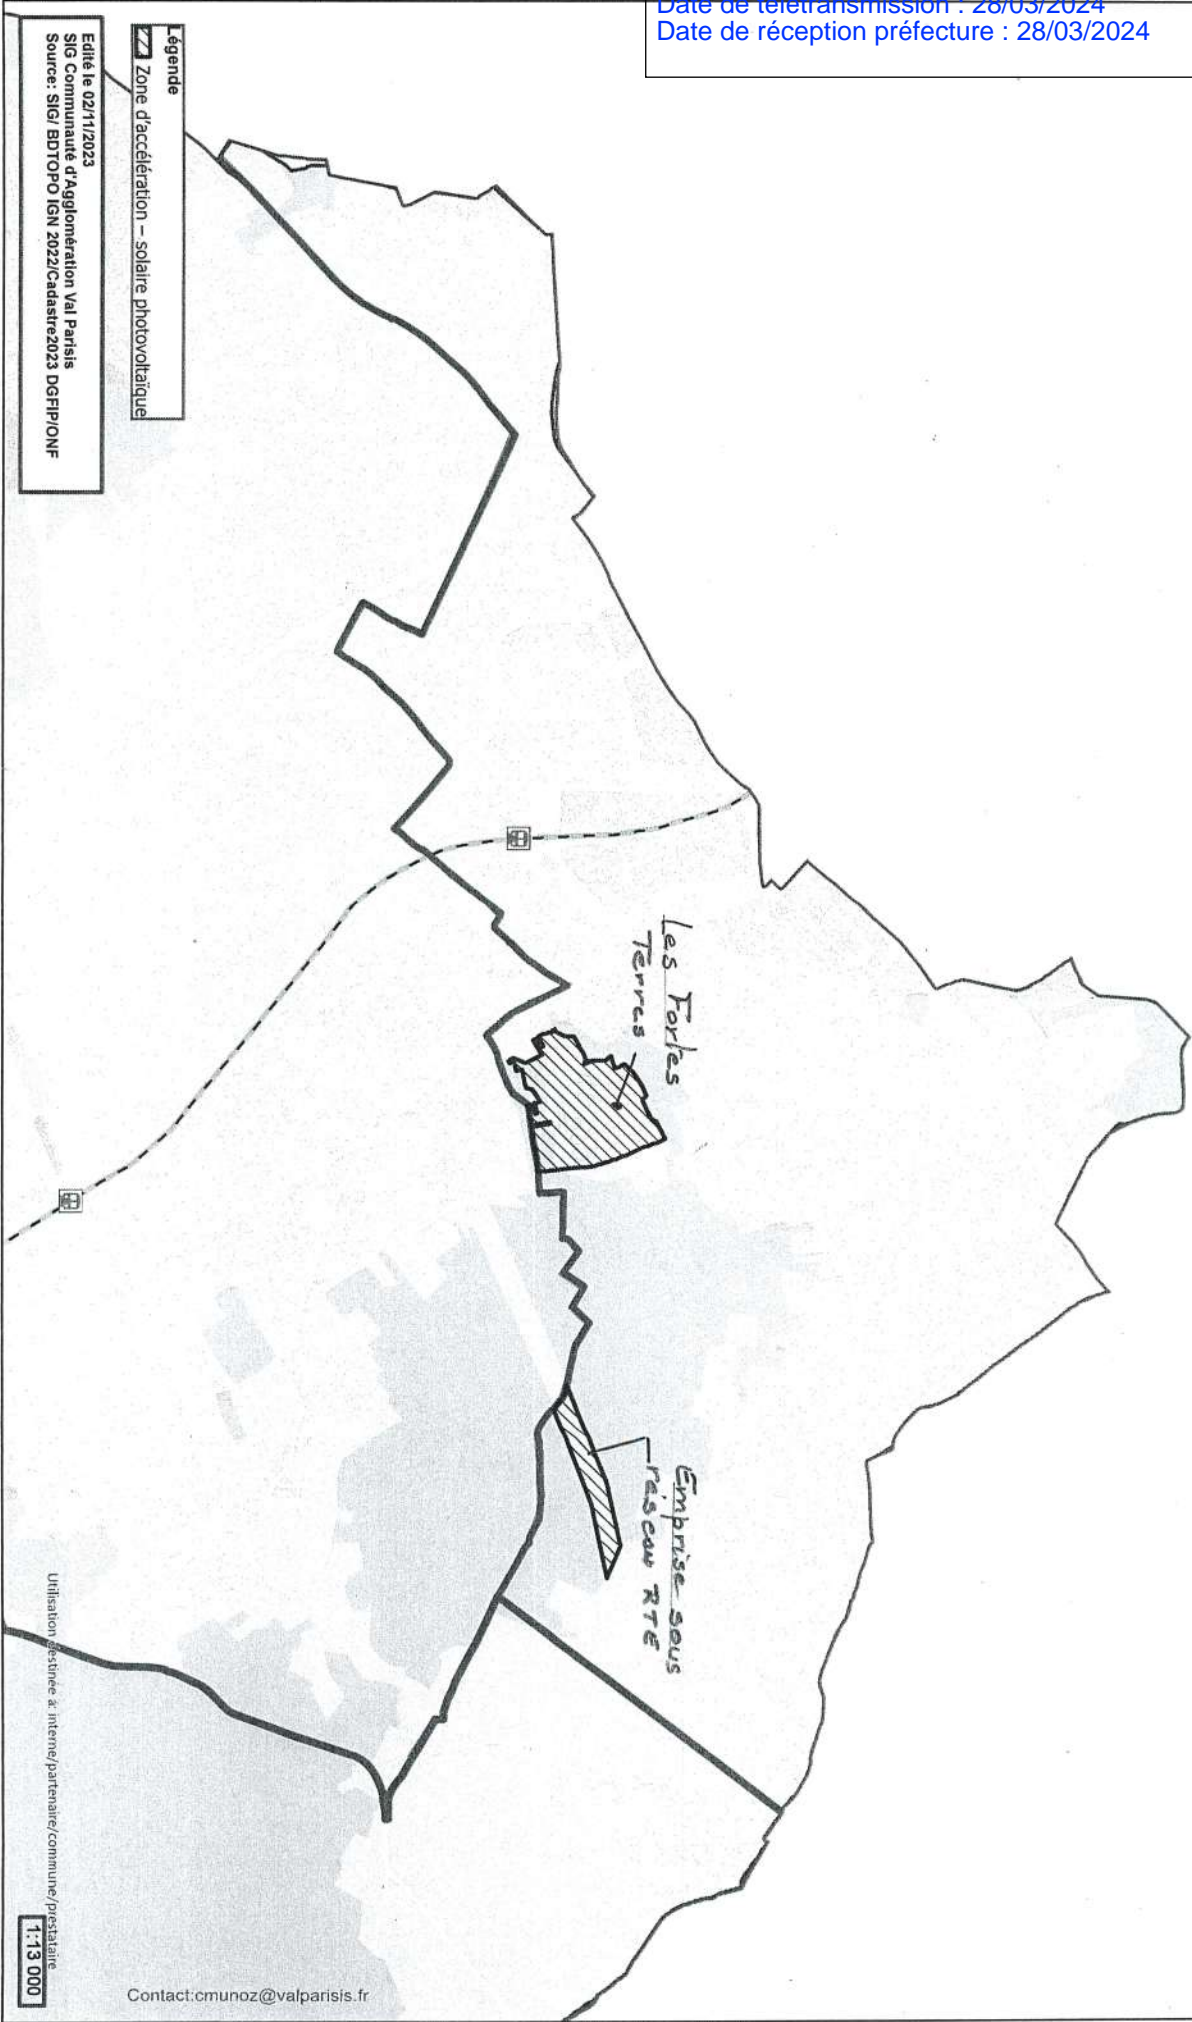 Date de télétransmission : 28/03/2024
Date de réception préfecture : 28/03/2024
Légende
Zone d'accélération – solaire photovoltaïque
Edité le 02/11/2023
SIG Communauté d'Agglomération Val Parisis
Source: SIG/ BDTOPO IGN 2022/Cadastre2023 DGFIP/ONF
Les Fortes
Terres
Emprise sous
réseau RTE
Utilisation destinée à: interne/partenaire/commune/prestataire
1:13 000
Contact:cmunoz@valparisis.fr